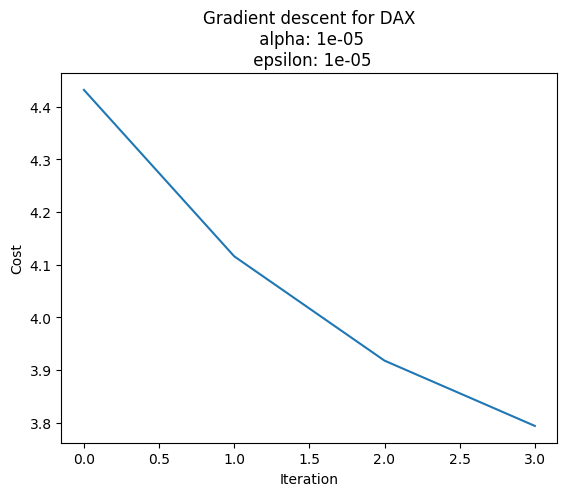 Gradient descent for DAX
alpha: 1e-05
epsilon: 1e-05
Cost
4.4
4.3
4.2
4.1
4.0
3.9
3.8
0.0 0.5 1.0 1.5 2.0 2.5 3.0
Iteration